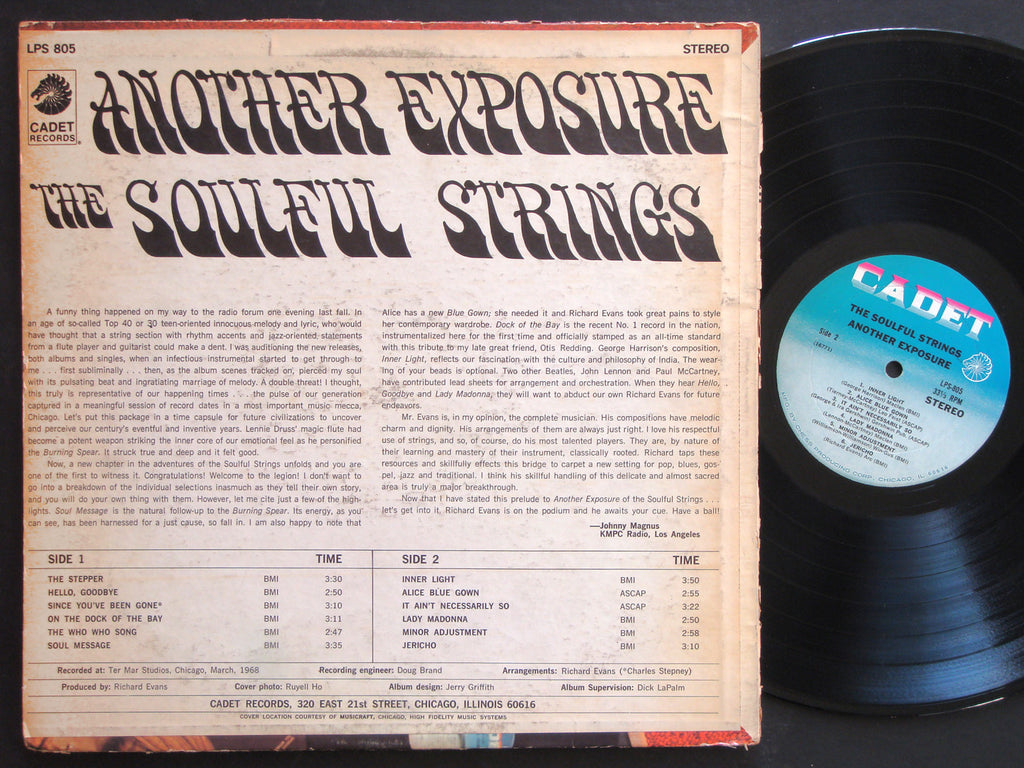 LPS 805
STEREO
CADET
RECORDS
ANOTHER EXPOSURE
THE SOULFUL STRINGS
A funny thing happened on my way to the radio forum one evening last fall. In
an age of so-called Top 40 or 30 teen-oriented innocuous melody and lyric, who would
have thought that a string section with rhythm accents and jazz-oriented statements
from a flute player and guitarist could make a dent. I was auditioning the new releases,
both albums and singles, when an infectious instrumental started to get through to
me . . . first subliminally . . . then, as the album scenes tracked on, pierced my soul
with its pulsating beat and ingratiating marriage of melody. A double threat! I thought,
this truly is representative of our happening times . . . the pulse of our generation
captured in a meaningful session of record dates in a most important music mecca,
Chicago. Let's put this package in a time capsule for future civilizations to uncover
and perceive our century's eventful and inventive years. Lennie Druss' magic flute had
become a potent weapon striking the inner core of our emotional feel as he personified
the Burning Spear. It struck true and deep and it felt good.
Now, a new chapter in the adventures of the Soulful Strings unfolds and you are
one of the first to witness it. Congratulations! Welcome to the legion! I don't want to
go into a breakdown of the individual selections inasmuch as they tell their own story,
and you will do your own thing with them. However, let me cite just a few of the high-
lights. Soul Message is the natural follow-up to the Burning Spear. Its energy, as you
can see, has been harnessed for a just cause, so fall in. I am also happy to note that
Alice has a new Blue Gown; she needed it and Richard Evans took great pains to style
her contemporary wardrobe. Dock of the Bay is the recent No. 1 record in the nation,
instrumentalized here for the first time and officially stamped as an all-time standard
with this tribute to my late great friend, Otis Redding. George Harrison's composition,
Inner Light, reflects our fascination with the culture and philosophy of India. The wear-
ing of your beads is optional. Two other Beatles, John Lennon and Paul McCartney,
have contributed lead sheets for arrangement and orchestration. When they hear Hello,
Goodbye and Lady Madonna, they will want to abduct our own Richard Evans for future
endeavors.
Mr. Evans is, in my opinion, the complete musician. His compositions have melodic
charm and dignity. His arrangements of them are always just right. I love his respectful
use of strings, and so, of course, do his most talented players. They are, by nature of
their learning and mastery of their instrument, classically rooted. Richard taps these
resources and skillfully effects this bridge to carpet a new setting for pop, blues, gos-
pel, jazz and traditional. I think his skillful handling of this delicate and almost sacred
area is truly a major breakthrough.
Now that I have stated this prelude to Another Exposure of the Soulful Strings . . .
let's get into it. Richard Evans is on the podium and he awaits your cue. Have a ball!
—Johnny Magnus
KMPC Radio, Los Angeles
SIDE 1 TIME
THE STEPPER BMI 3:30
HELLO, GOODBYE BMI 2:50
SINCE YOU'VE BEEN GONE* BMI 3:10
ON THE DOCK OF THE BAY BMI 3:11
THE WHO WHO SONG BMI 2:47
SOUL MESSAGE BMI 3:35
SIDE 2 TIME
INNER LIGHT BMI 3:50
ALICE BLUE GOWN ASCAP 2:55
IT AIN'T NECESSARILY SO ASCAP 3:22
LADY MADONNA BMI 2:50
MINOR ADJUSTMENT BMI 2:58
JERICHO BMI 3:10
Recorded at: Ter Mar Studios, Chicago, March, 1968 Recording engineer: Doug Brand Arrangements: Richard Evans (*Charles Stepney)
Produced by: Richard Evans Cover photo: Ruyell Ho Album design: Jerry Griffith Album Supervision: Dick LaPalm
CADET RECORDS, 320 EAST 21st STREET, CHICAGO, ILLINOIS 60616
COVER LOCATION COURTESY OF MUSICRAFT, CHICAGO, HIGH FIDELITY MUSIC SYSTEMS
CADET
THE SOULFUL STRINGS
ANOTHER EXPOSURE
Side 2
(16771)
LPS-805
33⅓ RPM
STEREO
1. INNER LIGHT
(George Harrison) Maclen (BMI)
2. ALICE BLUE GOWN
3. IT AIN'T NECESSARILY SO
4. LADY MADONNA
5. MINOR ADJUSTMENT
6. JERICHO
(Richard Evans) Arc (BMI)
PRODUCING CORP. CHICAGO, IL. 60616